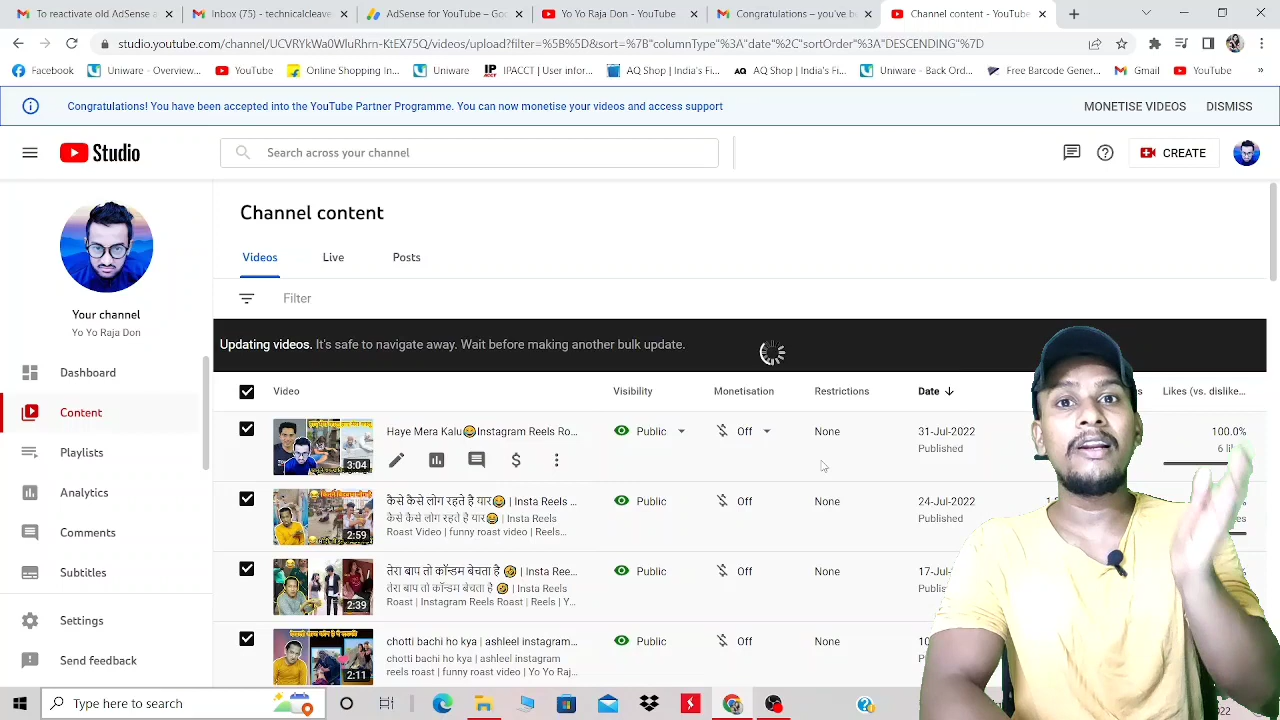 To reactivate your old AdSense a
Inbox (75) - technicalcleave
AdSense for YouTube – Goo
Yo Yo Raja Don - YouTube
Congratulations – you've b
Channel content - YouTube
studio.youtube.com/channel/UCVRYkWa0WluRhrn-KtEX75Q/videos/upload?filter=%5B%5D&sort=%7B"columnType"%3A"date"%2C"sortOrder"%3A"DESCENDING"%7D
Facebook
Uniware - Overview...
YouTube
Online Shopping In...
Uniware
IPACCT | User infor...
AQ Shop | India's Fi...
AQ Shop | India's Fi...
Uniware - Back Ord...
Free Barcode Gener...
Gmail
YouTube
»
Congratulations! You have been accepted into the YouTube Partner Programme. You can now monetise your videos and access support
MONETISE VIDEOS
DISMISS
Studio
Search across your channel
CREATE
Channel content
Videos
Live
Posts
Your channel
Yo Yo Raja Don
Filter
Updating videos. It's safe to navigate away. Wait before making another bulk update.
Dashboard
Content
Playlists
Analytics
Comments
Subtitles
Settings
Send feedback
Video
Visibility
Monetisation
Restrictions
Date
Likes (vs. dislike...
3:04
Haye Mera Kalu😅Instagram Reels Ro...
Public
Off
None
31-Jul-2022
Published
100.0%
2:59
केसे कैसे लोग रहते है यार😅 | Insta Reels ...
केसे कैसे लोग रहते है यार😅 | Insta Reels
Roast Video | funny roast video | Reels...
Public
Off
None
24-Jul-2022
Published
2:39
तेरा बाप तो कॉन्डम बेचता है 🤣 | Insta Ree...
तेरा बाप तो कॉन्डम बेचता है 🤣 | Insta Reels
Roast | Instagram Reels Roast | Reels | Y...
Public
Off
None
2:11
chotti bachi ho kya | ashleel instagram...
chotti bachi ho kya | ashleel instagram
reels roast | funny reels roast | Yo Yo Raj...
Public
Off
None
Type here to search